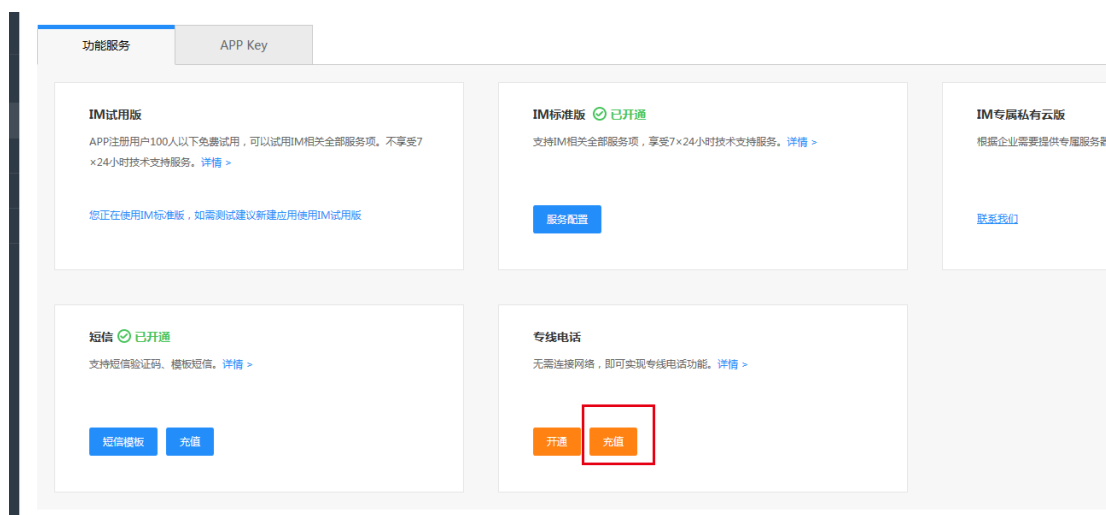 功能服务
APP Key
IM试用版
APP注册用户100人以下免费试用，可以试用IM相关全部服务项。不享受7
×24小时技术支持服务。详情 >
您正在使用IM标准版，如需测试建议新建应用使用IM试用版
IM标准版 已开通
支持IM相关全部服务项，享受7×24小时技术支持服务。详情 >
服务配置
IM专属私有云版
根据企业需要提供专属服务器
联系我们
短信 已开通
支持短信验证码、模板短信。详情 >
短信模板
充值
专线电话
无需连接网络，即可实现专线电话功能。详情 >
开通
充值